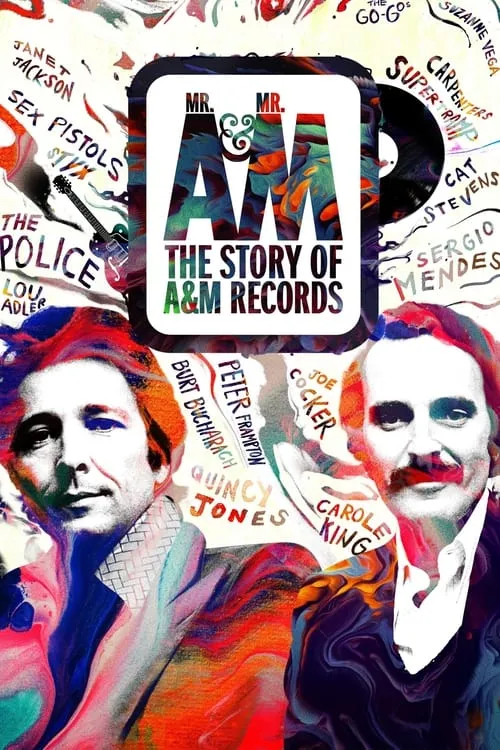 THE
GO-GO's
SUZANNE VEGA
JANET
JACKSON
SEX PISTOLS
STYX
CARPENTERS
SUPERTRAMP
MR. MR.
A&M
THE STORY OF
A&M RECORDS
CAT
STEVENS
THE
POLICE
LOU
ADLER
SERGIO
MENDES
BURT BUCHARACH
PETER FRAMPTON
JOE
COCKER
QUINCY
JONES
CAROLE
KING